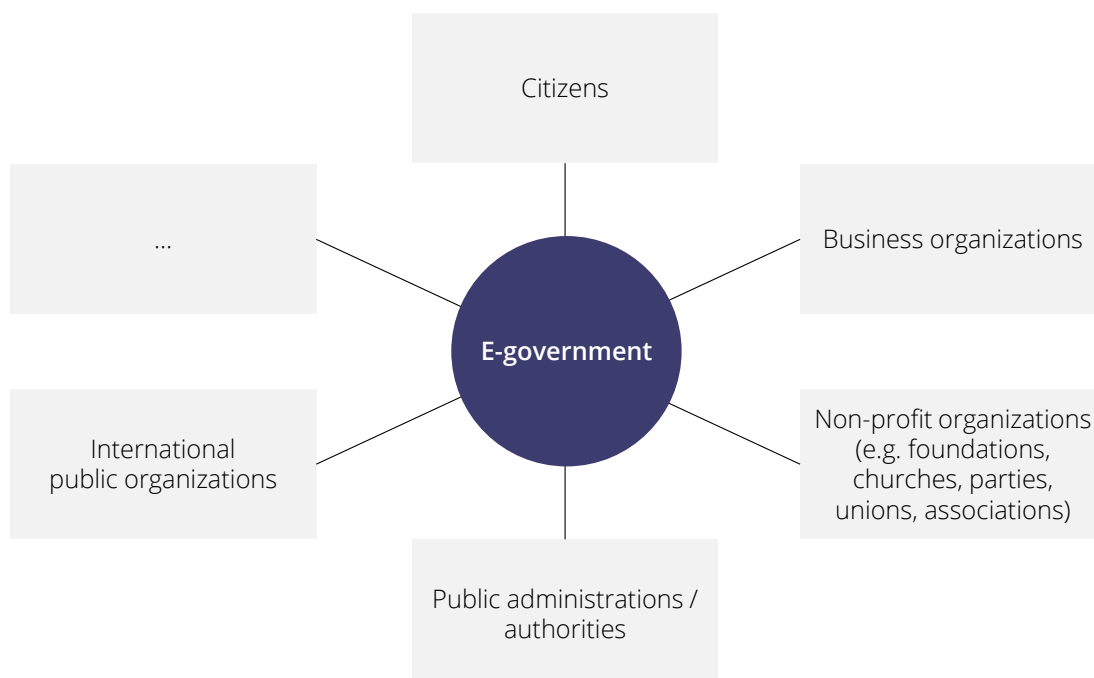 Citizens
...
Business organizations
E-government
International
public organizations
Non-profit organizations
(e.g. foundations,
churches, parties,
unions, associations)
Public administrations /
authorities